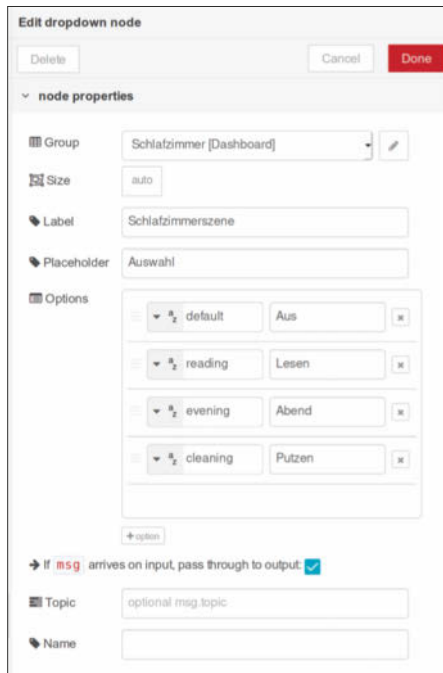 Edit dropdown node
Delete Cancel Done
node properties
Group Schlafzimmer [Dashboard]
Size auto
Label Schlafzimmerszene
Placeholder Auswahl
Options
a z default Aus
a z reading Lesen
a z evening Abend
a z cleaning Putzen
+option
➔ If msg arrives on input, pass through to output:
Topic optional msg.topic
Name